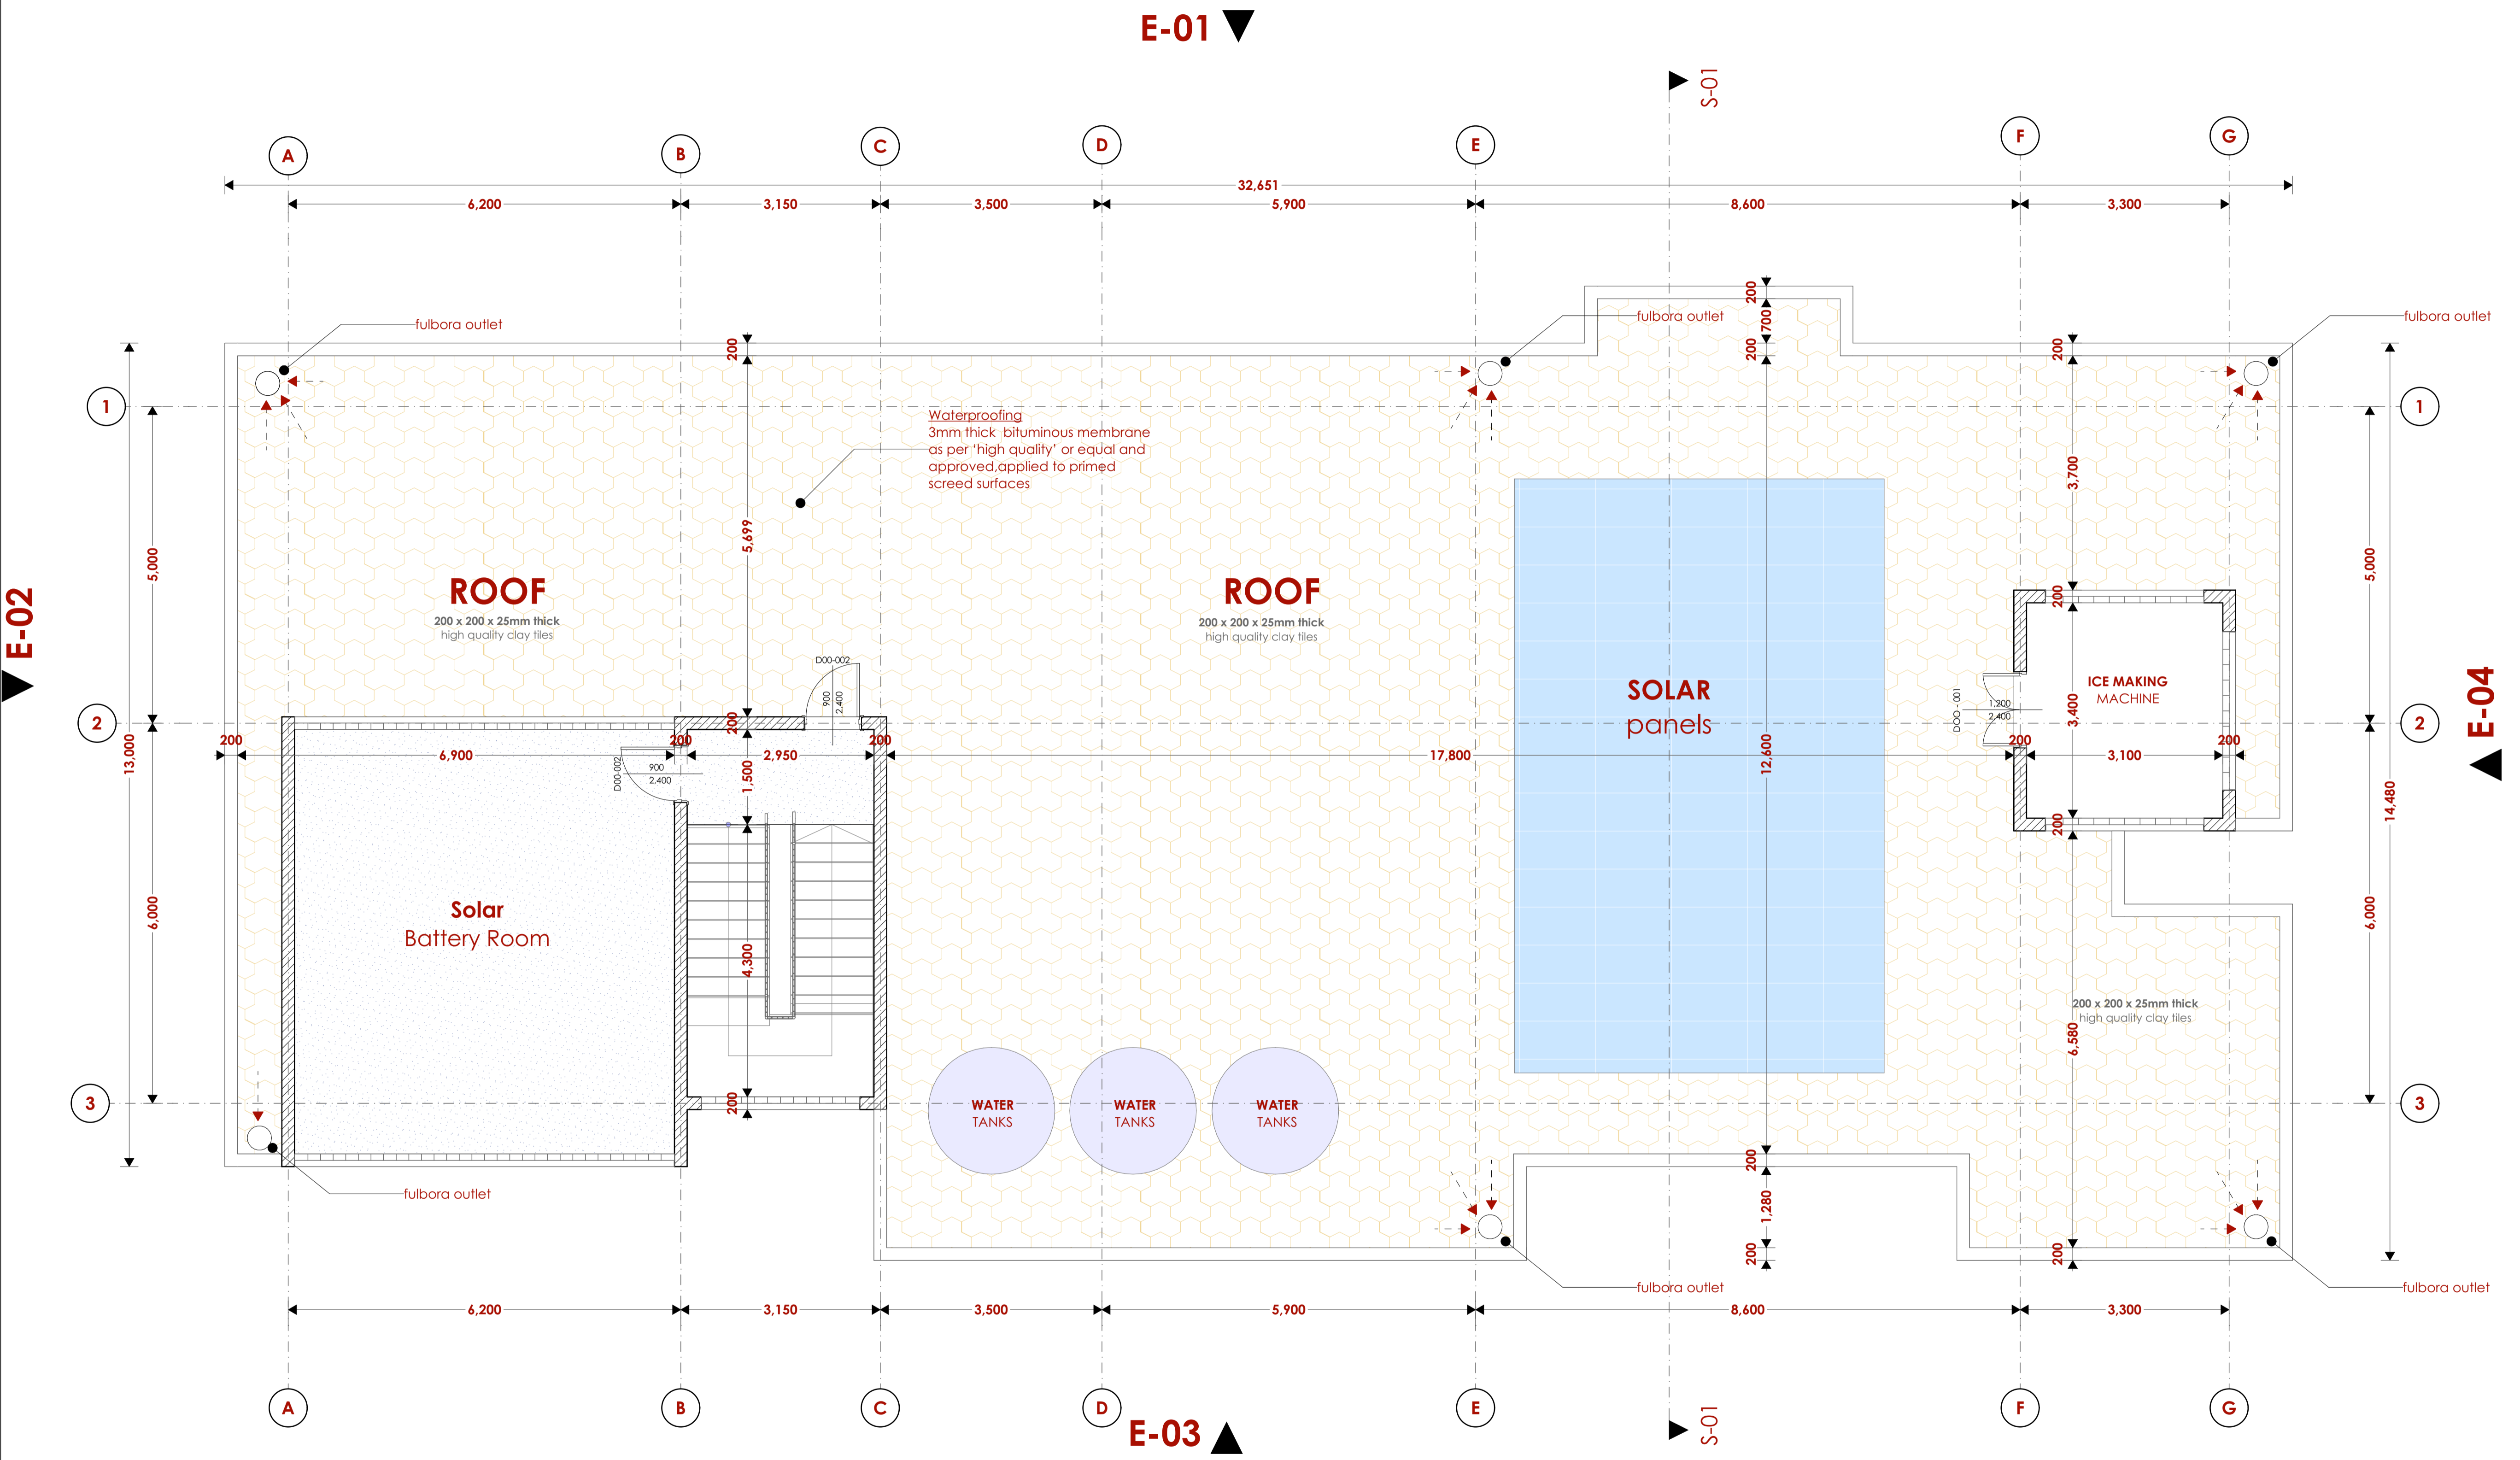 E-01
S-01
A
B
C
D
E
F
G
32,651
6,200
3,150
3,500
5,900
8,600
3,300
200
700
200
fulbora outlet
fulbora outlet
fulbora outlet
200
200
1
1
Waterproofing
3mm thick  bituminous membrane
as per ‘high quality’ or equal and
approved,applied to primed
screed surfaces
3,700
5,699
5,000
5,000
E-02
ROOF
200 x 200 x 25mm thick
high quality clay tiles
ROOF
200 x 200 x 25mm thick
high quality clay tiles
200
D00-002
900
2,400
SOLAR
panels
ICE MAKING
MACHINE
DOO - 001
1,200
2,400
3,400
E-04
2
2
200
200
200
200
200
200
13,000
6,900
2,950
17,800
12,600
3,100
D00-002
900
2,400
1,500
14,480
200
Solar
Battery Room
6,000
6,000
4,300
200 x 200 x 25mm thick
high quality clay tiles
6,580
3
3
200
WATER
TANKS
WATER
TANKS
WATER
TANKS
200
fulbora outlet
1,280
200
200
fulbora outlet
fulbora outlet
6,200
3,150
3,500
5,900
8,600
3,300
A
B
C
D
E
F
G
E-03
S-01